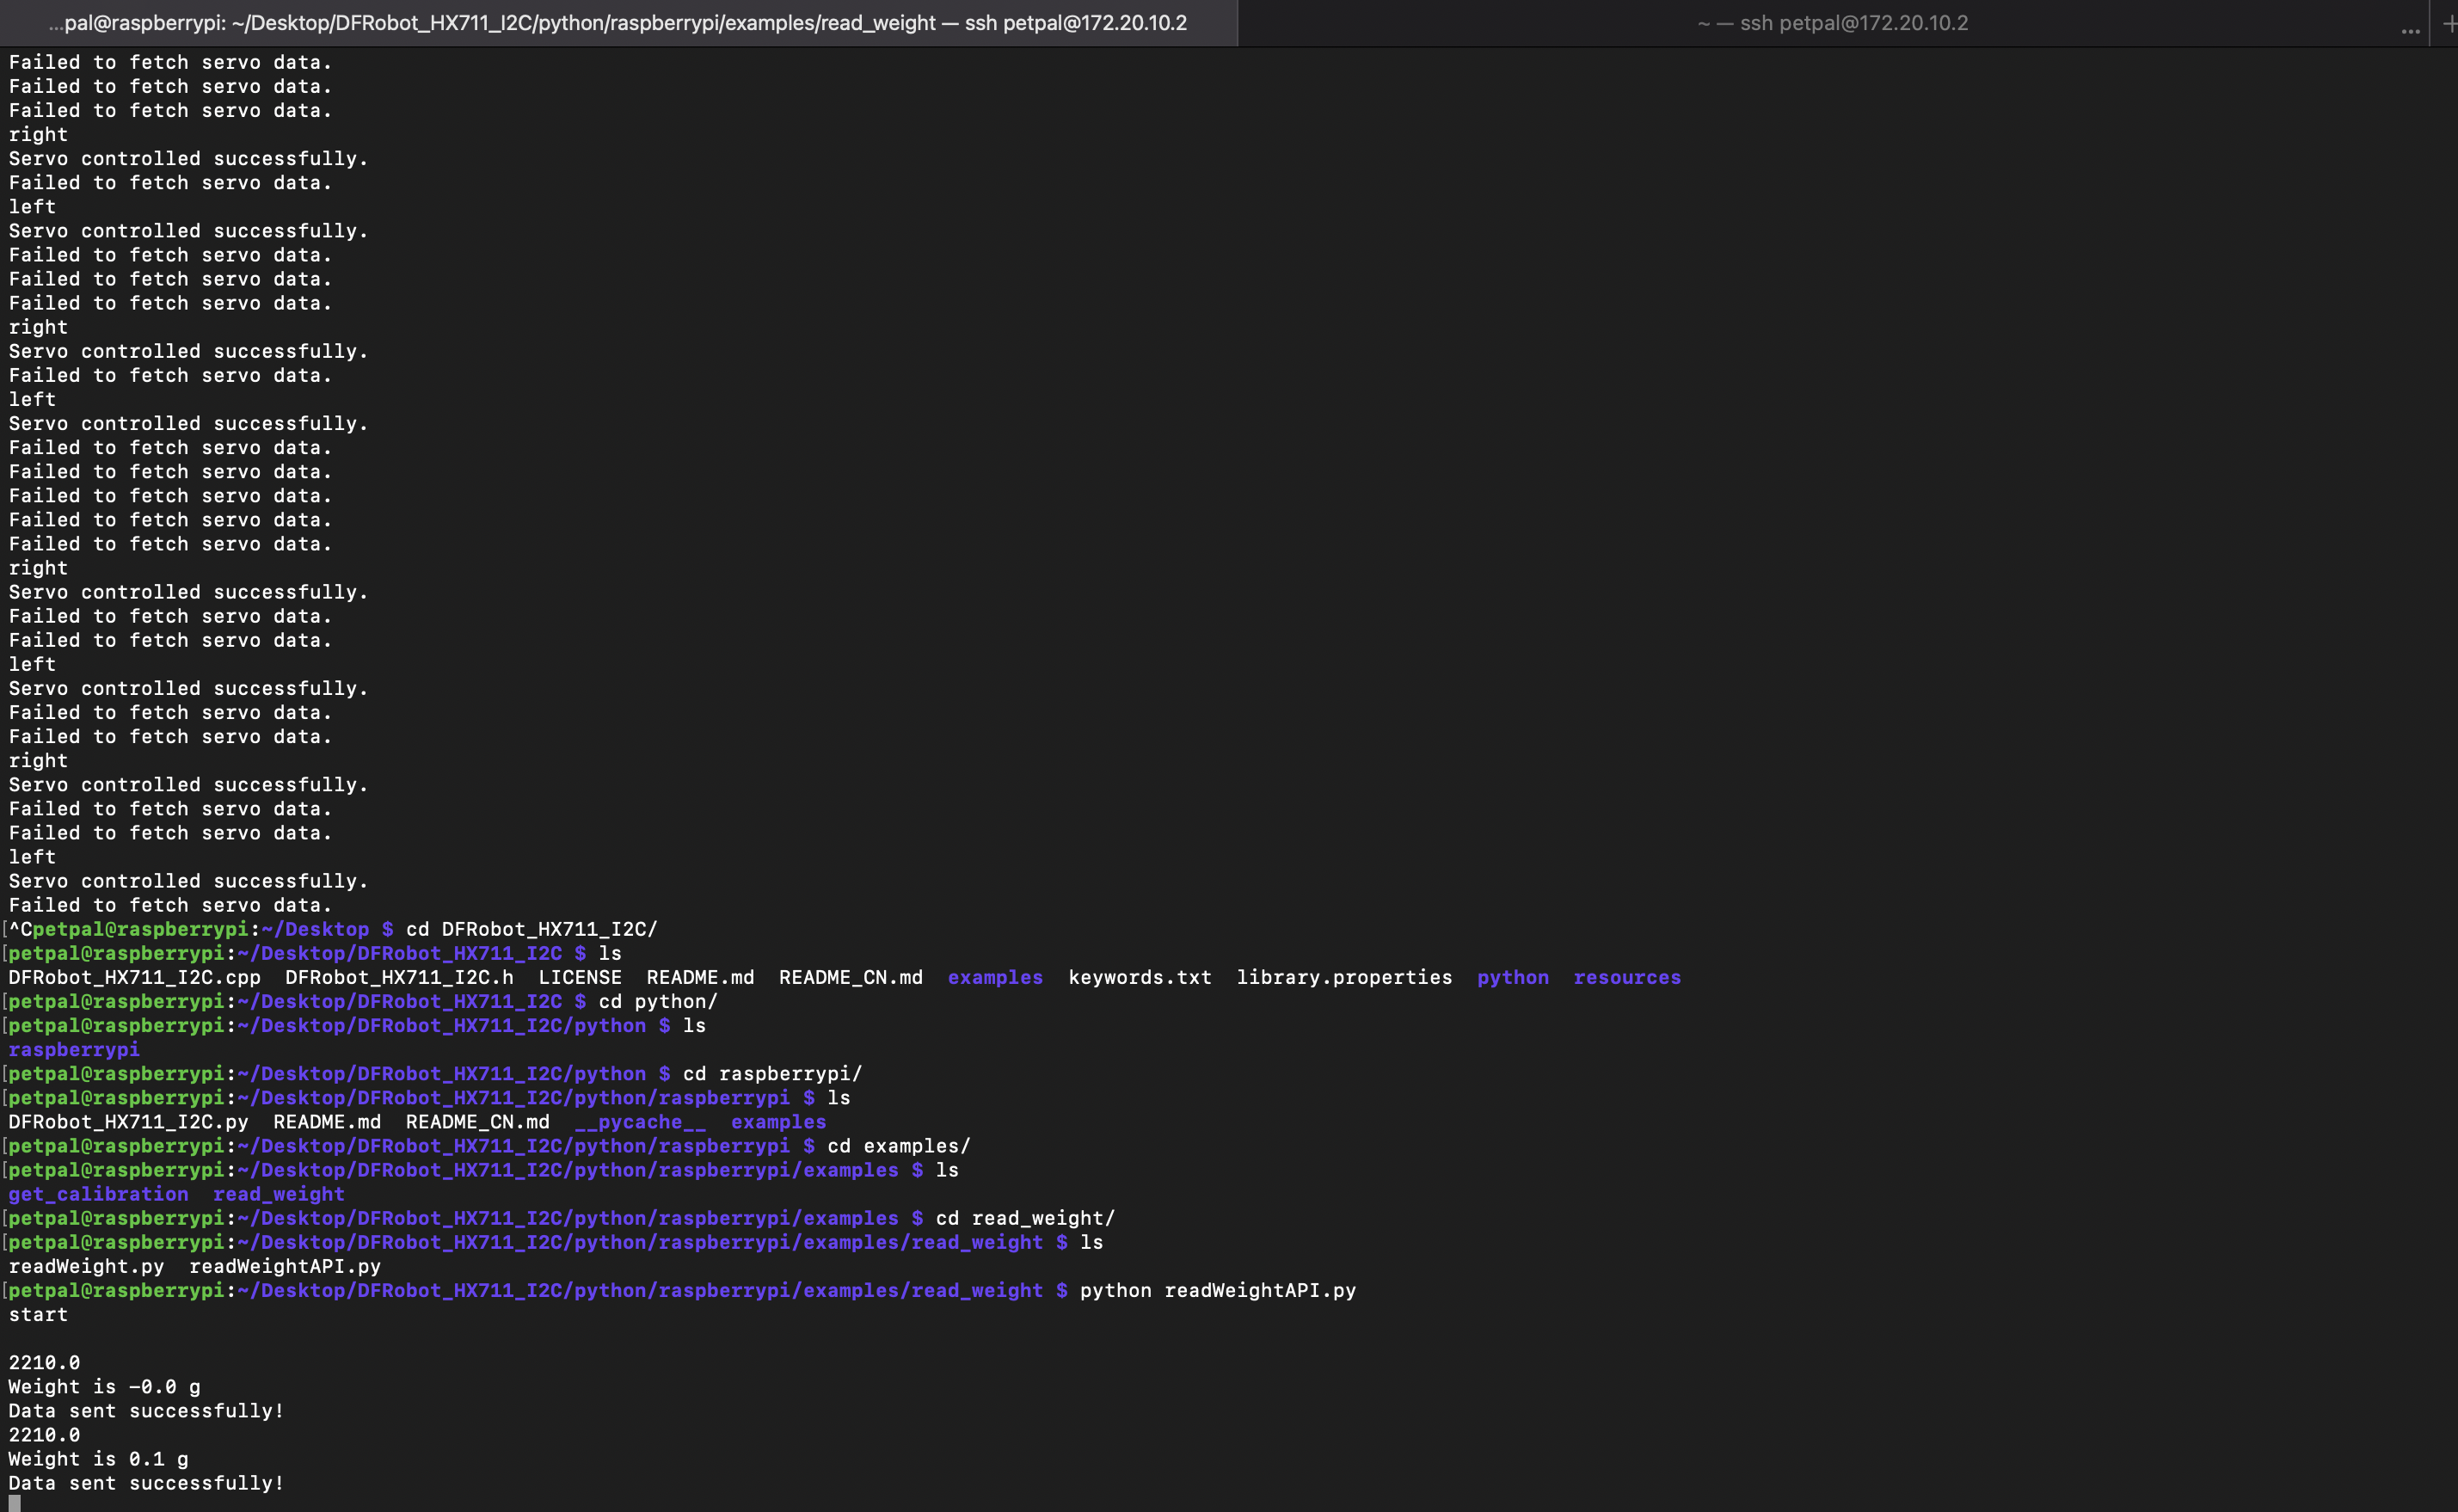 ...pal@raspberrypi: ~/Desktop/DFRobot_HX711_I2C/python/raspberrypi/examples/read_weight — ssh petpal@172.20.10.2
~ — ssh petpal@172.20.10.2 ... +
Failed to fetch servo data.
Failed to fetch servo data.
Failed to fetch servo data.
right
Servo controlled successfully.
Failed to fetch servo data.
left
Servo controlled successfully.
Failed to fetch servo data.
Failed to fetch servo data.
Failed to fetch servo data.
right
Servo controlled successfully.
Failed to fetch servo data.
left
Servo controlled successfully.
Failed to fetch servo data.
Failed to fetch servo data.
Failed to fetch servo data.
Failed to fetch servo data.
Failed to fetch servo data.
right
Servo controlled successfully.
Failed to fetch servo data.
Failed to fetch servo data.
left
Servo controlled successfully.
Failed to fetch servo data.
Failed to fetch servo data.
right
Servo controlled successfully.
Failed to fetch servo data.
Failed to fetch servo data.
left
Servo controlled successfully.
Failed to fetch servo data.
[^Cpetpal@raspberrypi:~/Desktop $ cd DFRobot_HX711_I2C/
[petpal@raspberrypi:~/Desktop/DFRobot_HX711_I2C $ ls
DFRobot_HX711_I2C.cpp  DFRobot_HX711_I2C.h  LICENSE  README.md  README_CN.md  examples  keywords.txt  library.properties  python  resources
[petpal@raspberrypi:~/Desktop/DFRobot_HX711_I2C $ cd python/
[petpal@raspberrypi:~/Desktop/DFRobot_HX711_I2C/python $ ls
raspberrypi
[petpal@raspberrypi:~/Desktop/DFRobot_HX711_I2C/python $ cd raspberrypi/
[petpal@raspberrypi:~/Desktop/DFRobot_HX711_I2C/python/raspberrypi $ ls
DFRobot_HX711_I2C.py  README.md  README_CN.md  __pycache__  examples
[petpal@raspberrypi:~/Desktop/DFRobot_HX711_I2C/python/raspberrypi $ cd examples/
[petpal@raspberrypi:~/Desktop/DFRobot_HX711_I2C/python/raspberrypi/examples $ ls
get_calibration  read_weight
[petpal@raspberrypi:~/Desktop/DFRobot_HX711_I2C/python/raspberrypi/examples $ cd read_weight/
[petpal@raspberrypi:~/Desktop/DFRobot_HX711_I2C/python/raspberrypi/examples/read_weight $ ls
readWeight.py  readWeightAPI.py
[petpal@raspberrypi:~/Desktop/DFRobot_HX711_I2C/python/raspberrypi/examples/read_weight $ python readWeightAPI.py
start
2210.0
Weight is -0.0 g
Data sent successfully!
2210.0
Weight is 0.1 g
Data sent successfully!